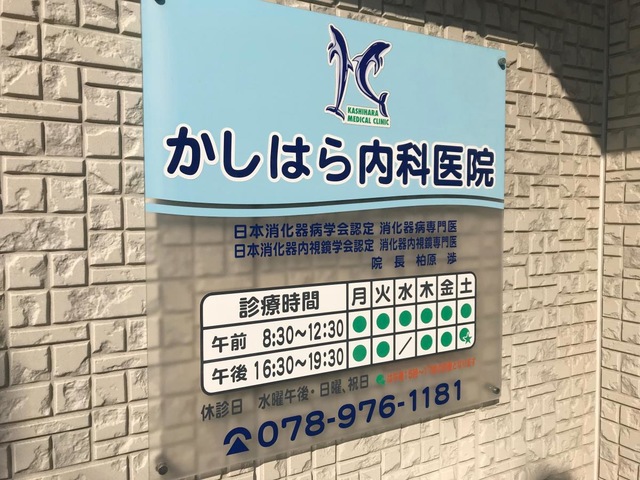 KASHIHARA
MEDICAL CLINIC
かしはら内科医院
日本消化器病学会認定 消化器病専門医
日本消化器内視鏡学会認定 消化器内視鏡専門医
院長 柏原 渉
診療時間 月 火 水 木 金 土
午前 8:30〜12:30 ● ● ● ● ● ●
午後 16:30〜19:30 ● ● / ● ●
休診日 水曜午後・日曜、祝日
☎078-976-1181